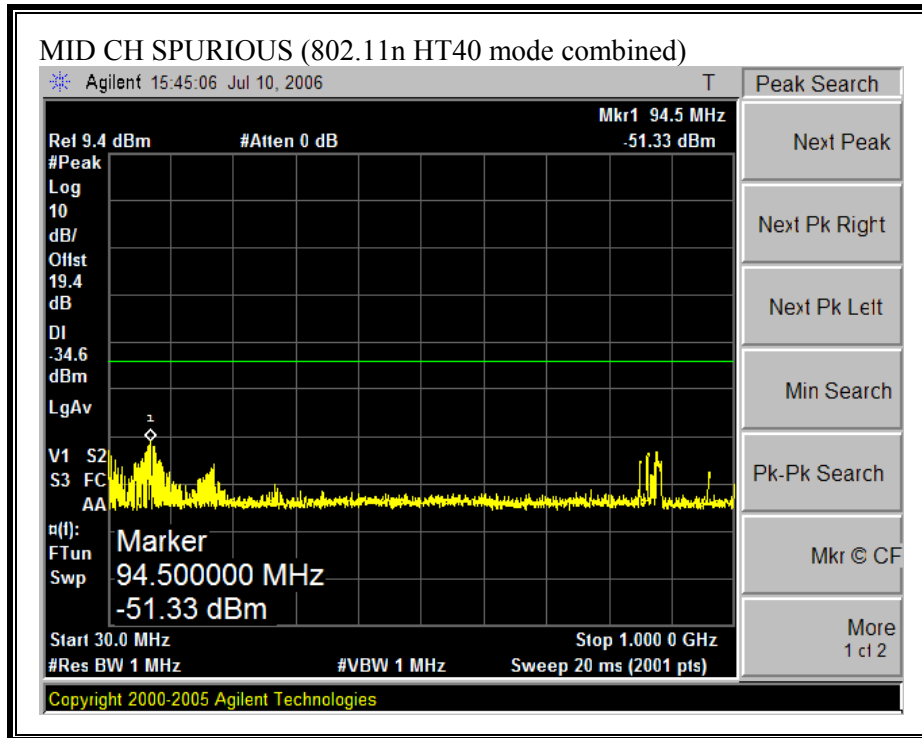 MID CH SPURIOUS (802.11n HT40 mode combined)
Agilent 15:45:06 Jul 10, 2006 T
Peak Search
Mkr1 94.5 MHz
Ref 9.4 dBm #Atten 0 dB -51.33 dBm
#Peak
Log
10
dB/
Offst
19.4
dB
DI
-34.6
dBm
LgAv
1
V1 S2
S3 FC
AA
¤(f):
FTun
Swp
Marker
94.500000 MHz
-51.33 dBm
Start 30.0 MHz Stop 1.000 0 GHz
#Res BW 1 MHz #VBW 1 MHz Sweep 20 ms (2001 pts)
Copyright 2000-2005 Agilent Technologies
Next Peak
Next Pk Right
Next Pk Left
Min Search
Pk-Pk Search
Mkr © CF
More
1 of 2